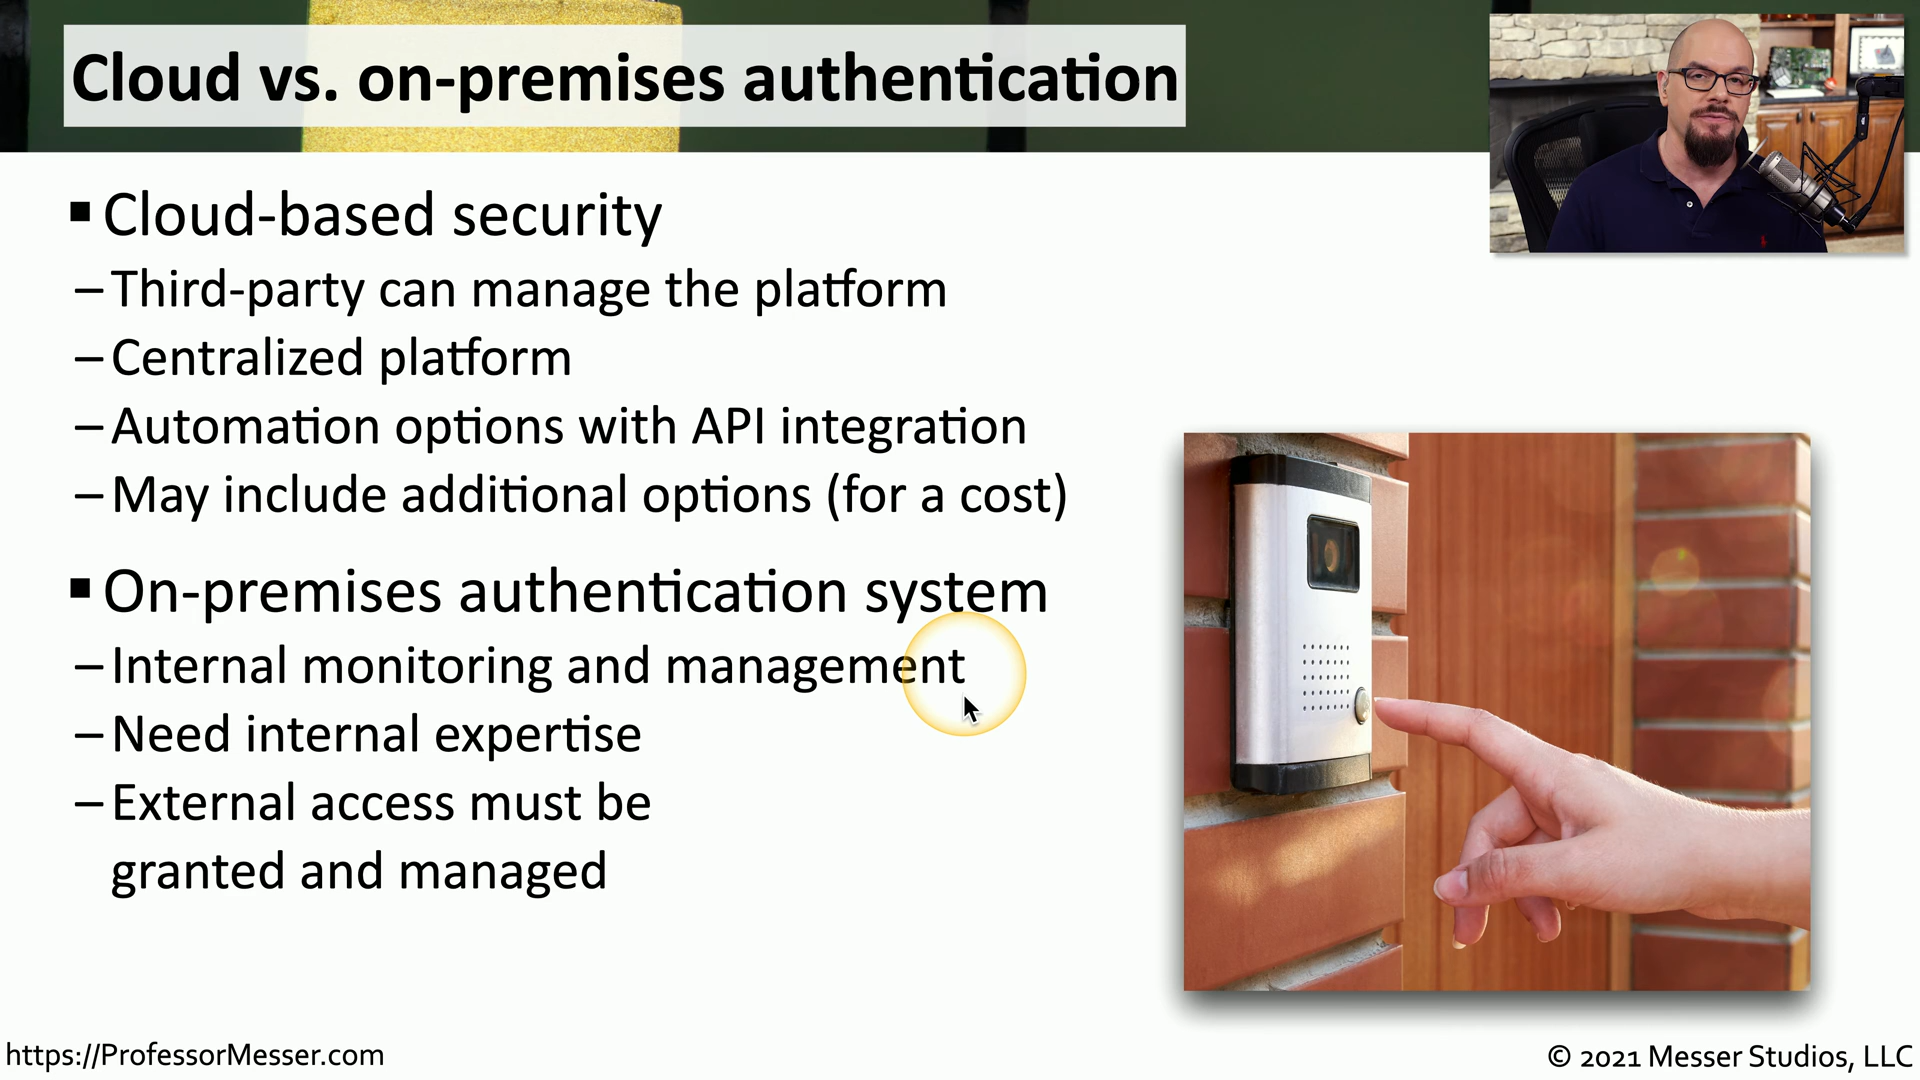 Cloud vs. on-premises authentication
▪ Cloud-based security
– Third-party can manage the platform
– Centralized platform
– Automation options with API integration
– May include additional options (for a cost)
▪ On-premises authentication system
– Internal monitoring and management
– Need internal expertise
– External access must be
granted and managed
https://ProfessorMesser.com
© 2021 Messer Studios, LLC